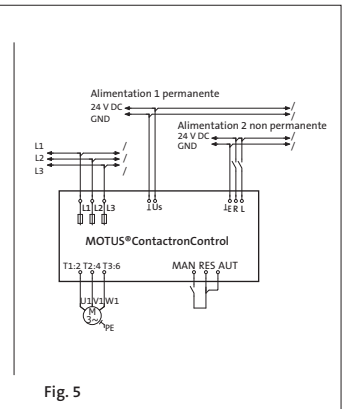 Alimentation 1 permanente
24 V DC
GND
Alimentation 2 non permanente
24 V DC
GND
L1
L2
L3
L1 L2 L3
⊥ Us
⊥E R L
MOTUS®ContactronControl
T1:2 T2:4 T3:6
MAN RES AUT
U1 V1 W1
M
3~
PE
Fig. 5